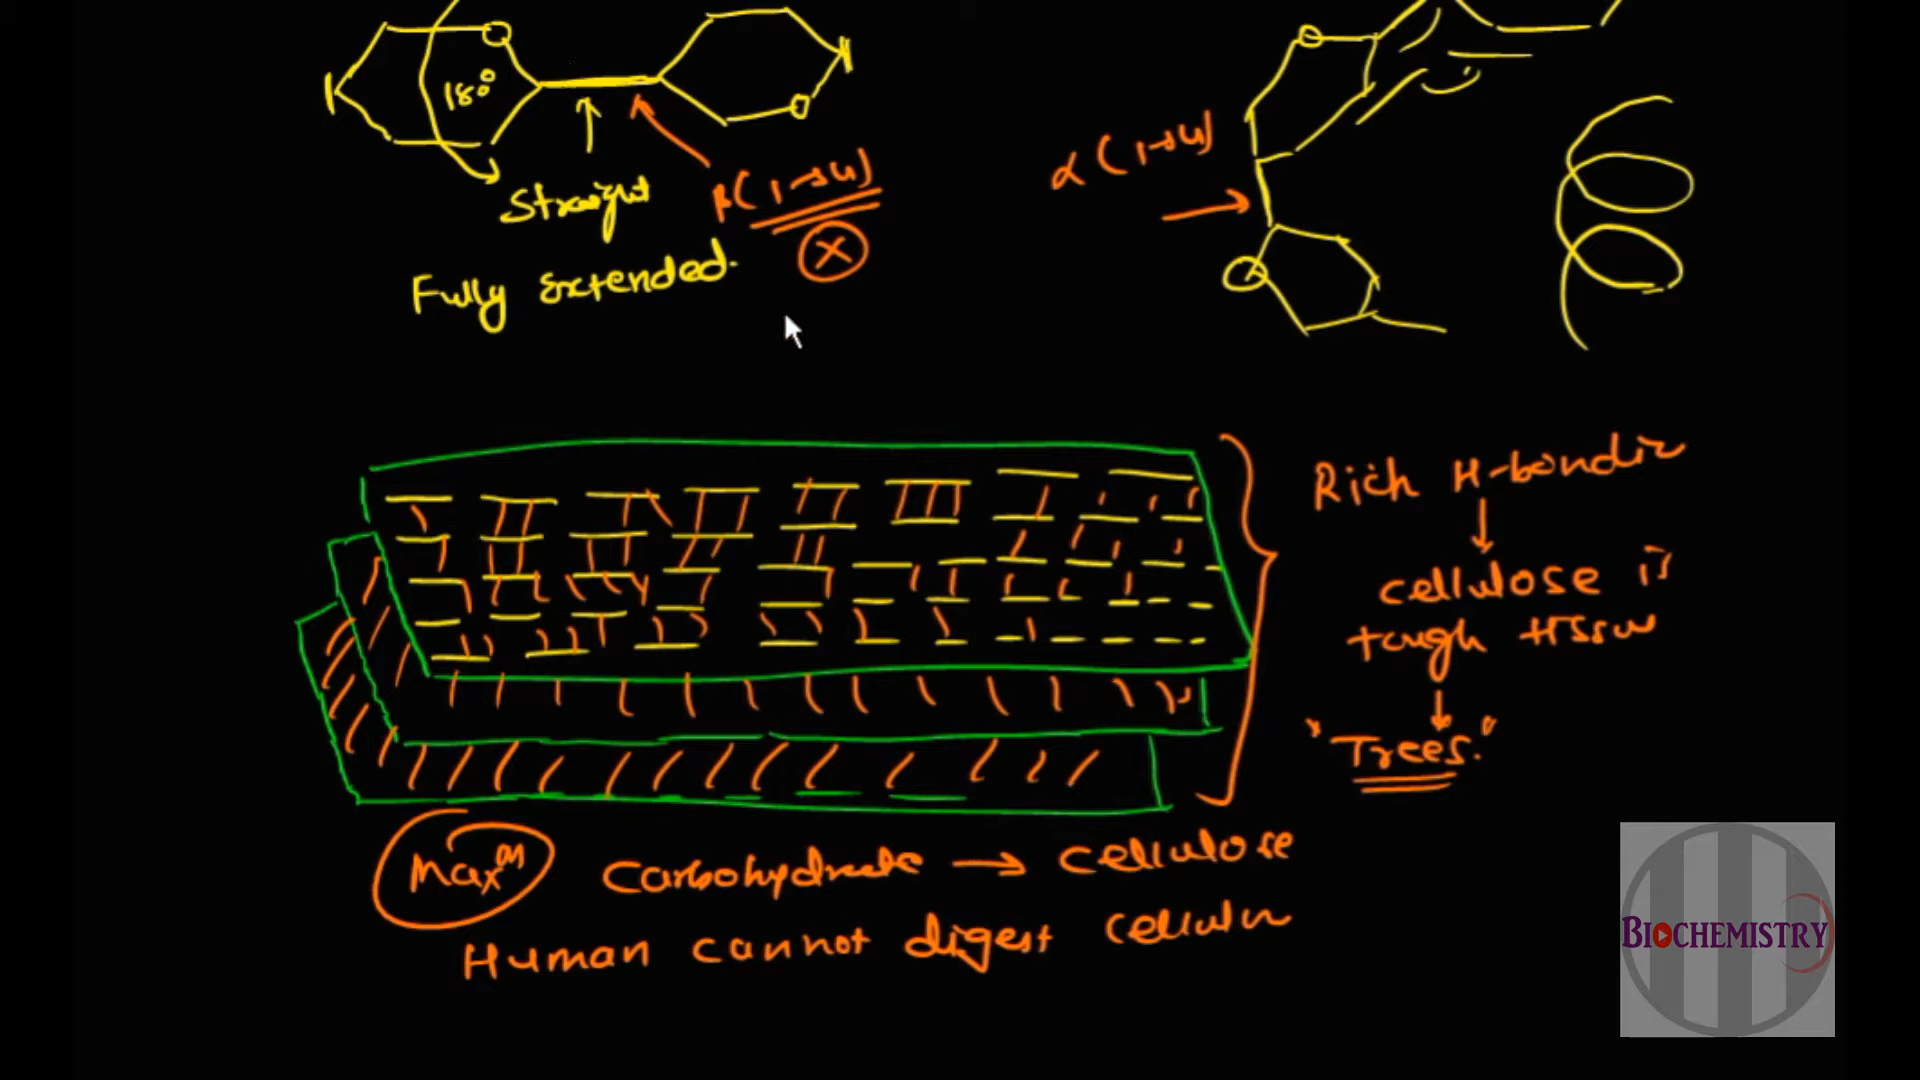 180°
Straight
β(1→4)
X
Fully Extended.
α(1→4)
Rich H-bondin
cellulose is
tough tissue
"Trees."
Maxm Carbohydrate → cellulose
Human cannot digest cellulose
BIOCHEMISTRY